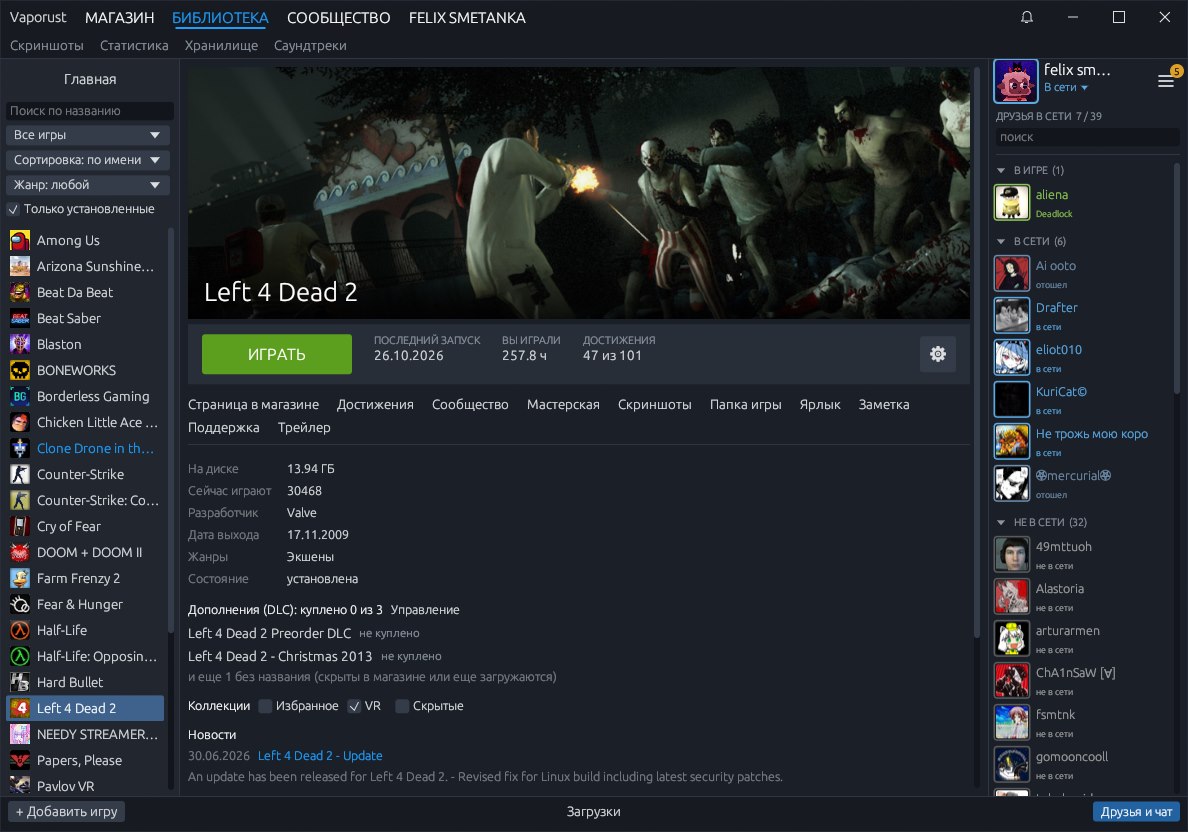 Vaporust МАГАЗИН БИБЛИОТЕКА СООБЩЕСТВО FELIX SMETANKA
Скриншоты Статистика Хранилище Саундтреки
Главная
Поиск по названию
Все игры
Сортировка: по имени
Жанр: любой
Только установленные
Among Us
Arizona Sunshine...
Beat Da Beat
Beat Saber
Blaston
BONEWORKS
Borderless Gaming
Chicken Little Ace ...
Clone Drone in th...
Counter-Strike
Counter-Strike: Co...
Cry of Fear
DOOM + DOOM II
Farm Frenzy 2
Fear & Hunger
Half-Life
Half-Life: Opposin...
Hard Bullet
Left 4 Dead 2
NEEDY STREAMER...
Papers, Please
Pavlov VR
+ Добавить игру
Left 4 Dead 2
ИГРАТЬ
ПОСЛЕДНИЙ ЗАПУСК ВЫ ИГРАЛИ ДОСТИЖЕНИЯ
26.10.2026 257.8 ч 47 из 101
Страница в магазине Достижения Сообщество Мастерская Скриншоты Папка игры Ярлык Заметка
Поддержка Трейлер
На диске 13.94 ГБ
Сейчас играют 30468
Разработчик Valve
Дата выхода 17.11.2009
Жанры Экшены
Состояние установлена
Дополнения (DLC): куплено 0 из 3 Управление
Left 4 Dead 2 Preorder DLC не куплено
Left 4 Dead 2 - Christmas 2013 не куплено
и еще 1 без названия (скрыты в магазине или еще загружаются)
Коллекции Избранное VR Скрытые
Новости
30.06.2026 Left 4 Dead 2 - Update
An update has been released for Left 4 Dead 2. - Revised fix for Linux build including latest security patches.
Загрузки
felix sm...
В сети
5
ДРУЗЬЯ В СЕТИ 7 / 39
поиск
В ИГРЕ (1)
aliena
Deadlock
В СЕТИ (6)
Ai ooto
отошел
Drafter
в сети
eliot010
в сети
KuriCat©
в сети
Не трожь мою коро
в сети
mercurial
отошел
НЕ В СЕТИ (32)
49mttuoh
не в сети
Alastoria
не в сети
arturarmen
не в сети
ChA1nSaW [∀]
не в сети
fsmtnk
не в сети
gomooncooll
не в сети
Друзья и чат